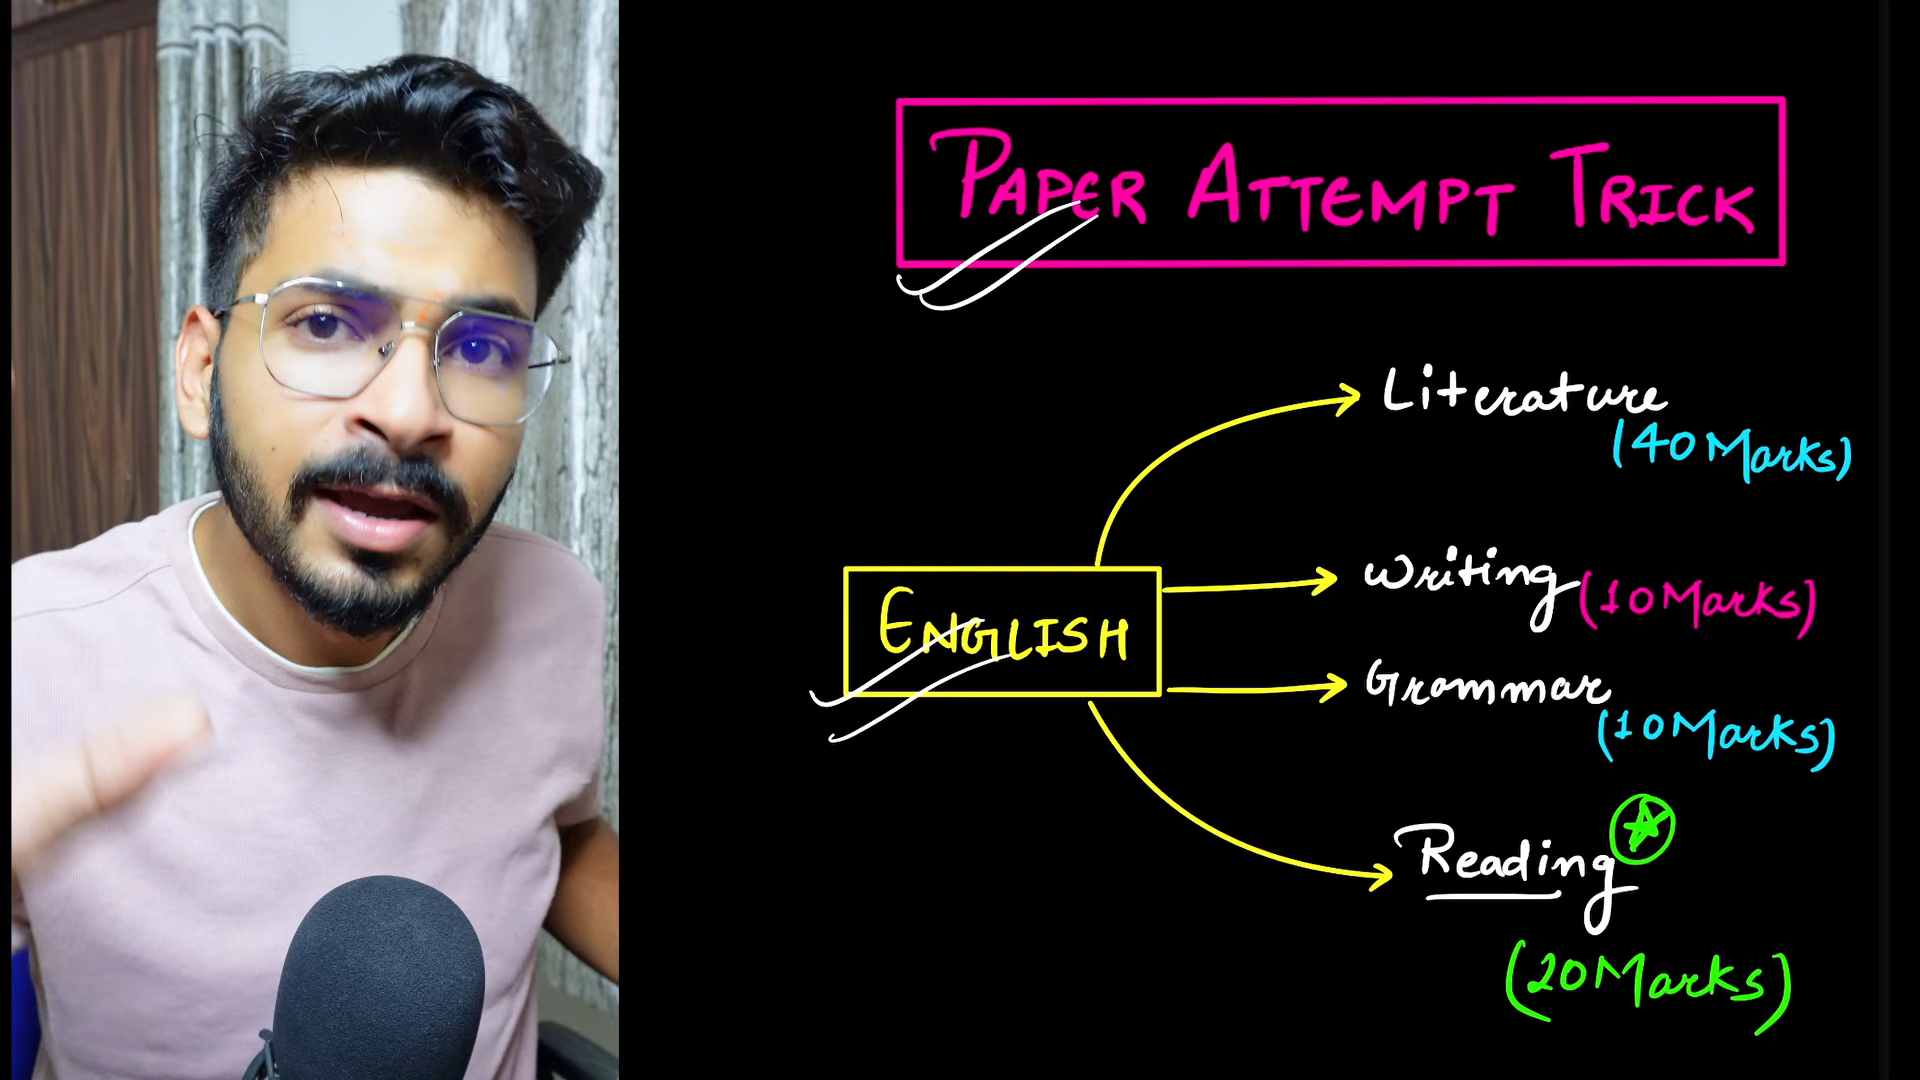 PAPER ATTEMPT TRICK
Literature
(40 Marks)
ENGLISH
Writing (10 Marks)
Grammar
(10 Marks)
Reading
(20 Marks)